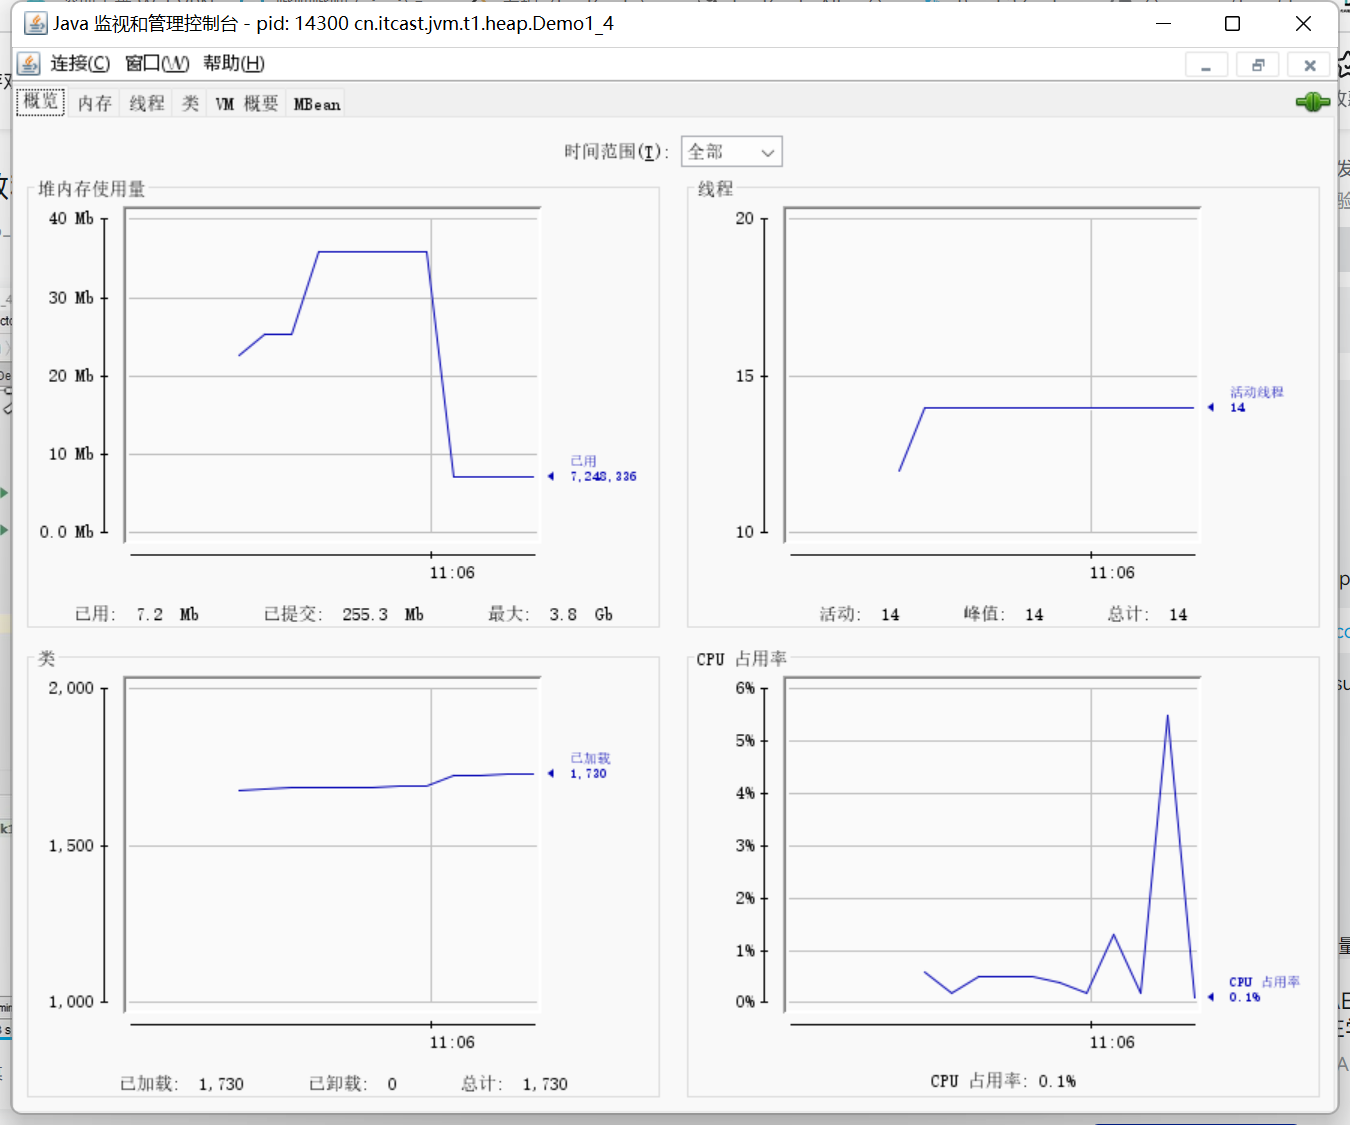 Java 监视和管理控制台 - pid: 14300 cn.itcast.jvm.t1.heap.Demo1_4
连接(C) 窗口(W) 帮助(H)
概览 内存 线程 类 VM 概要 MBean
时间范围(T): 全部
堆内存使用量
40 Mb
30 Mb
20 Mb
10 Mb
0.0 Mb
已用
7,248,336
11:06
已用: 7.2 Mb 已提交: 255.3 Mb 最大: 3.8 Gb
线程
20
15
10
活动线程
14
11:06
活动: 14 峰值: 14 总计: 14
类
2,000
1,500
1,000
已加载
1,730
11:06
已加载: 1,730 已卸载: 0 总计: 1,730
CPU 占用率
6%
5%
4%
3%
2%
1%
0%
CPU 占用率
0.1%
11:06
CPU 占用率: 0.1%